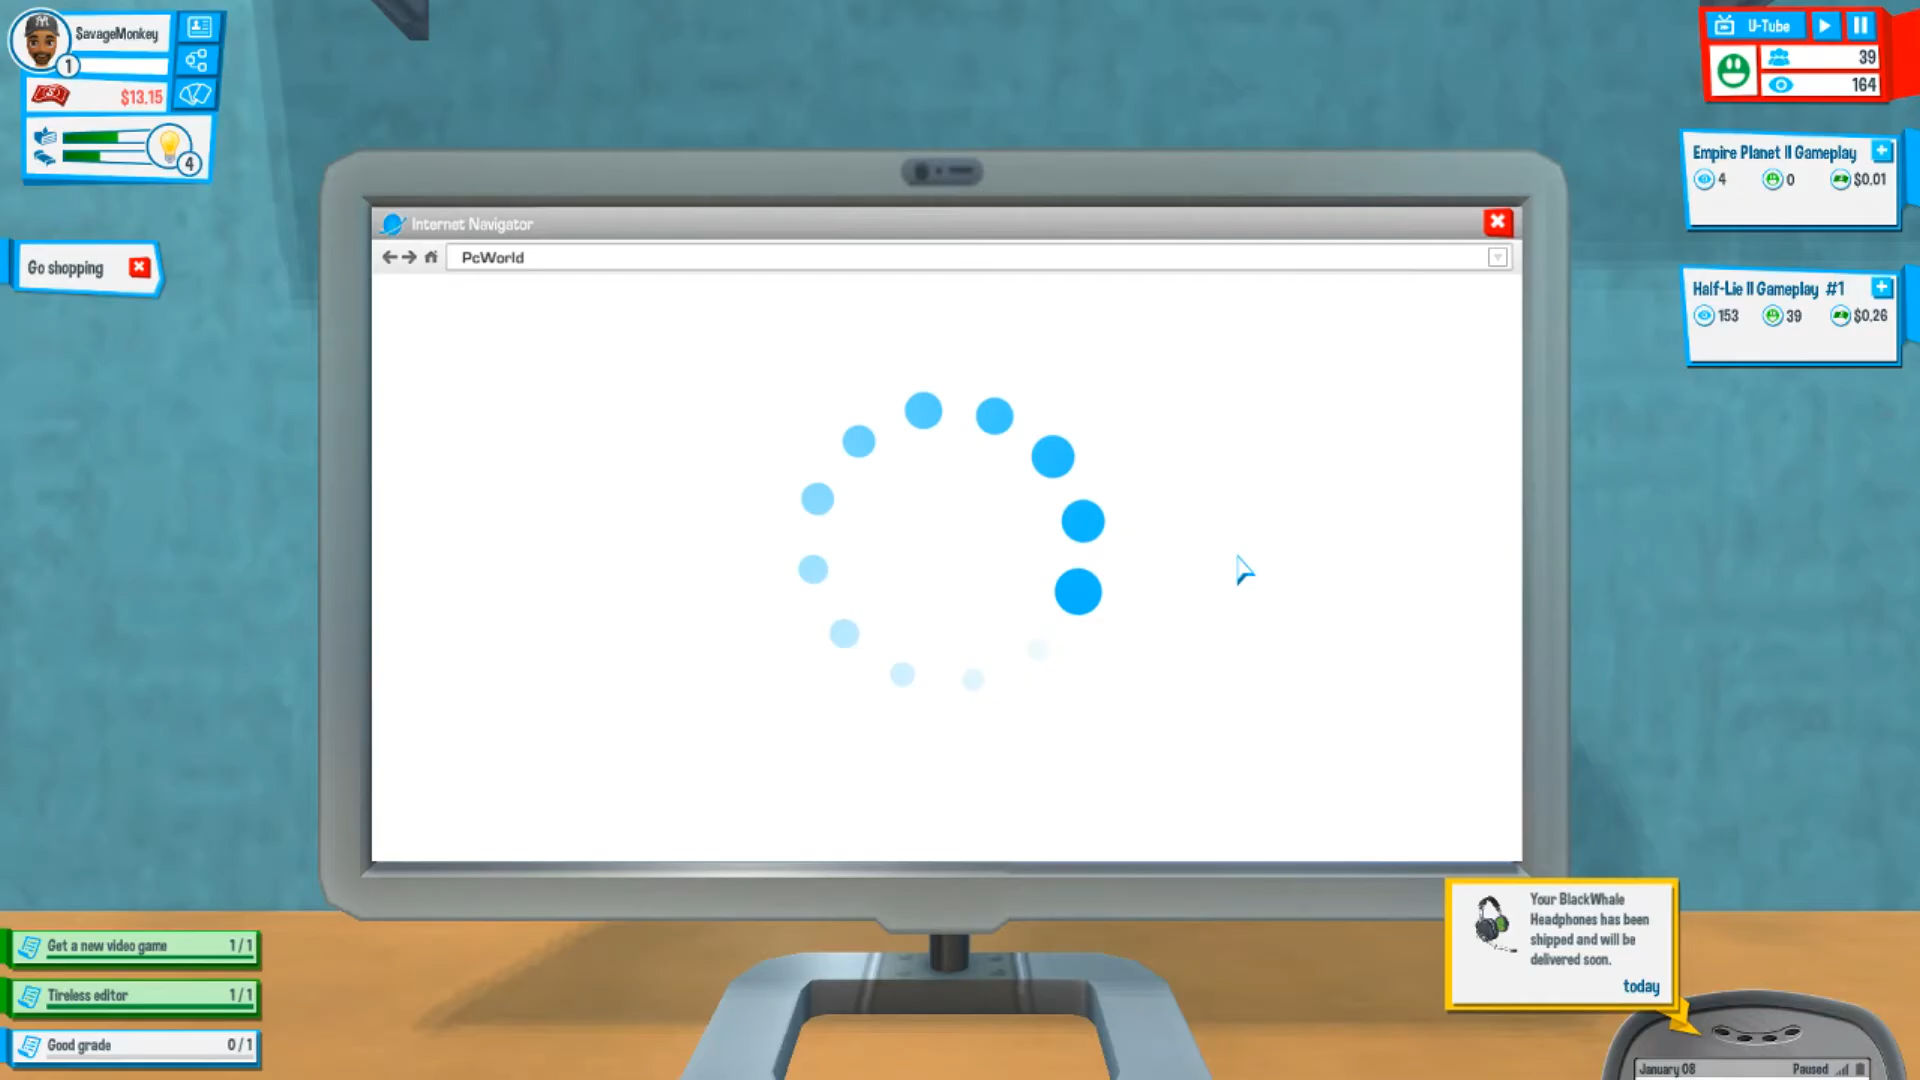 SavageMonkey
1
$13.15
4
Go shopping
U-Tube
39
164
Empire Planet II Gameplay
4
0
$0.01
Half-Lie II Gameplay #1
153
39
$0.26
Internet Navigator
PcWorld
Your BlackWhale
Headphones has been
shipped and will be
delivered soon.
today
Get a new video game 1/1
Tireless editor 1/1
Good grade 0/1
January 08 Paused